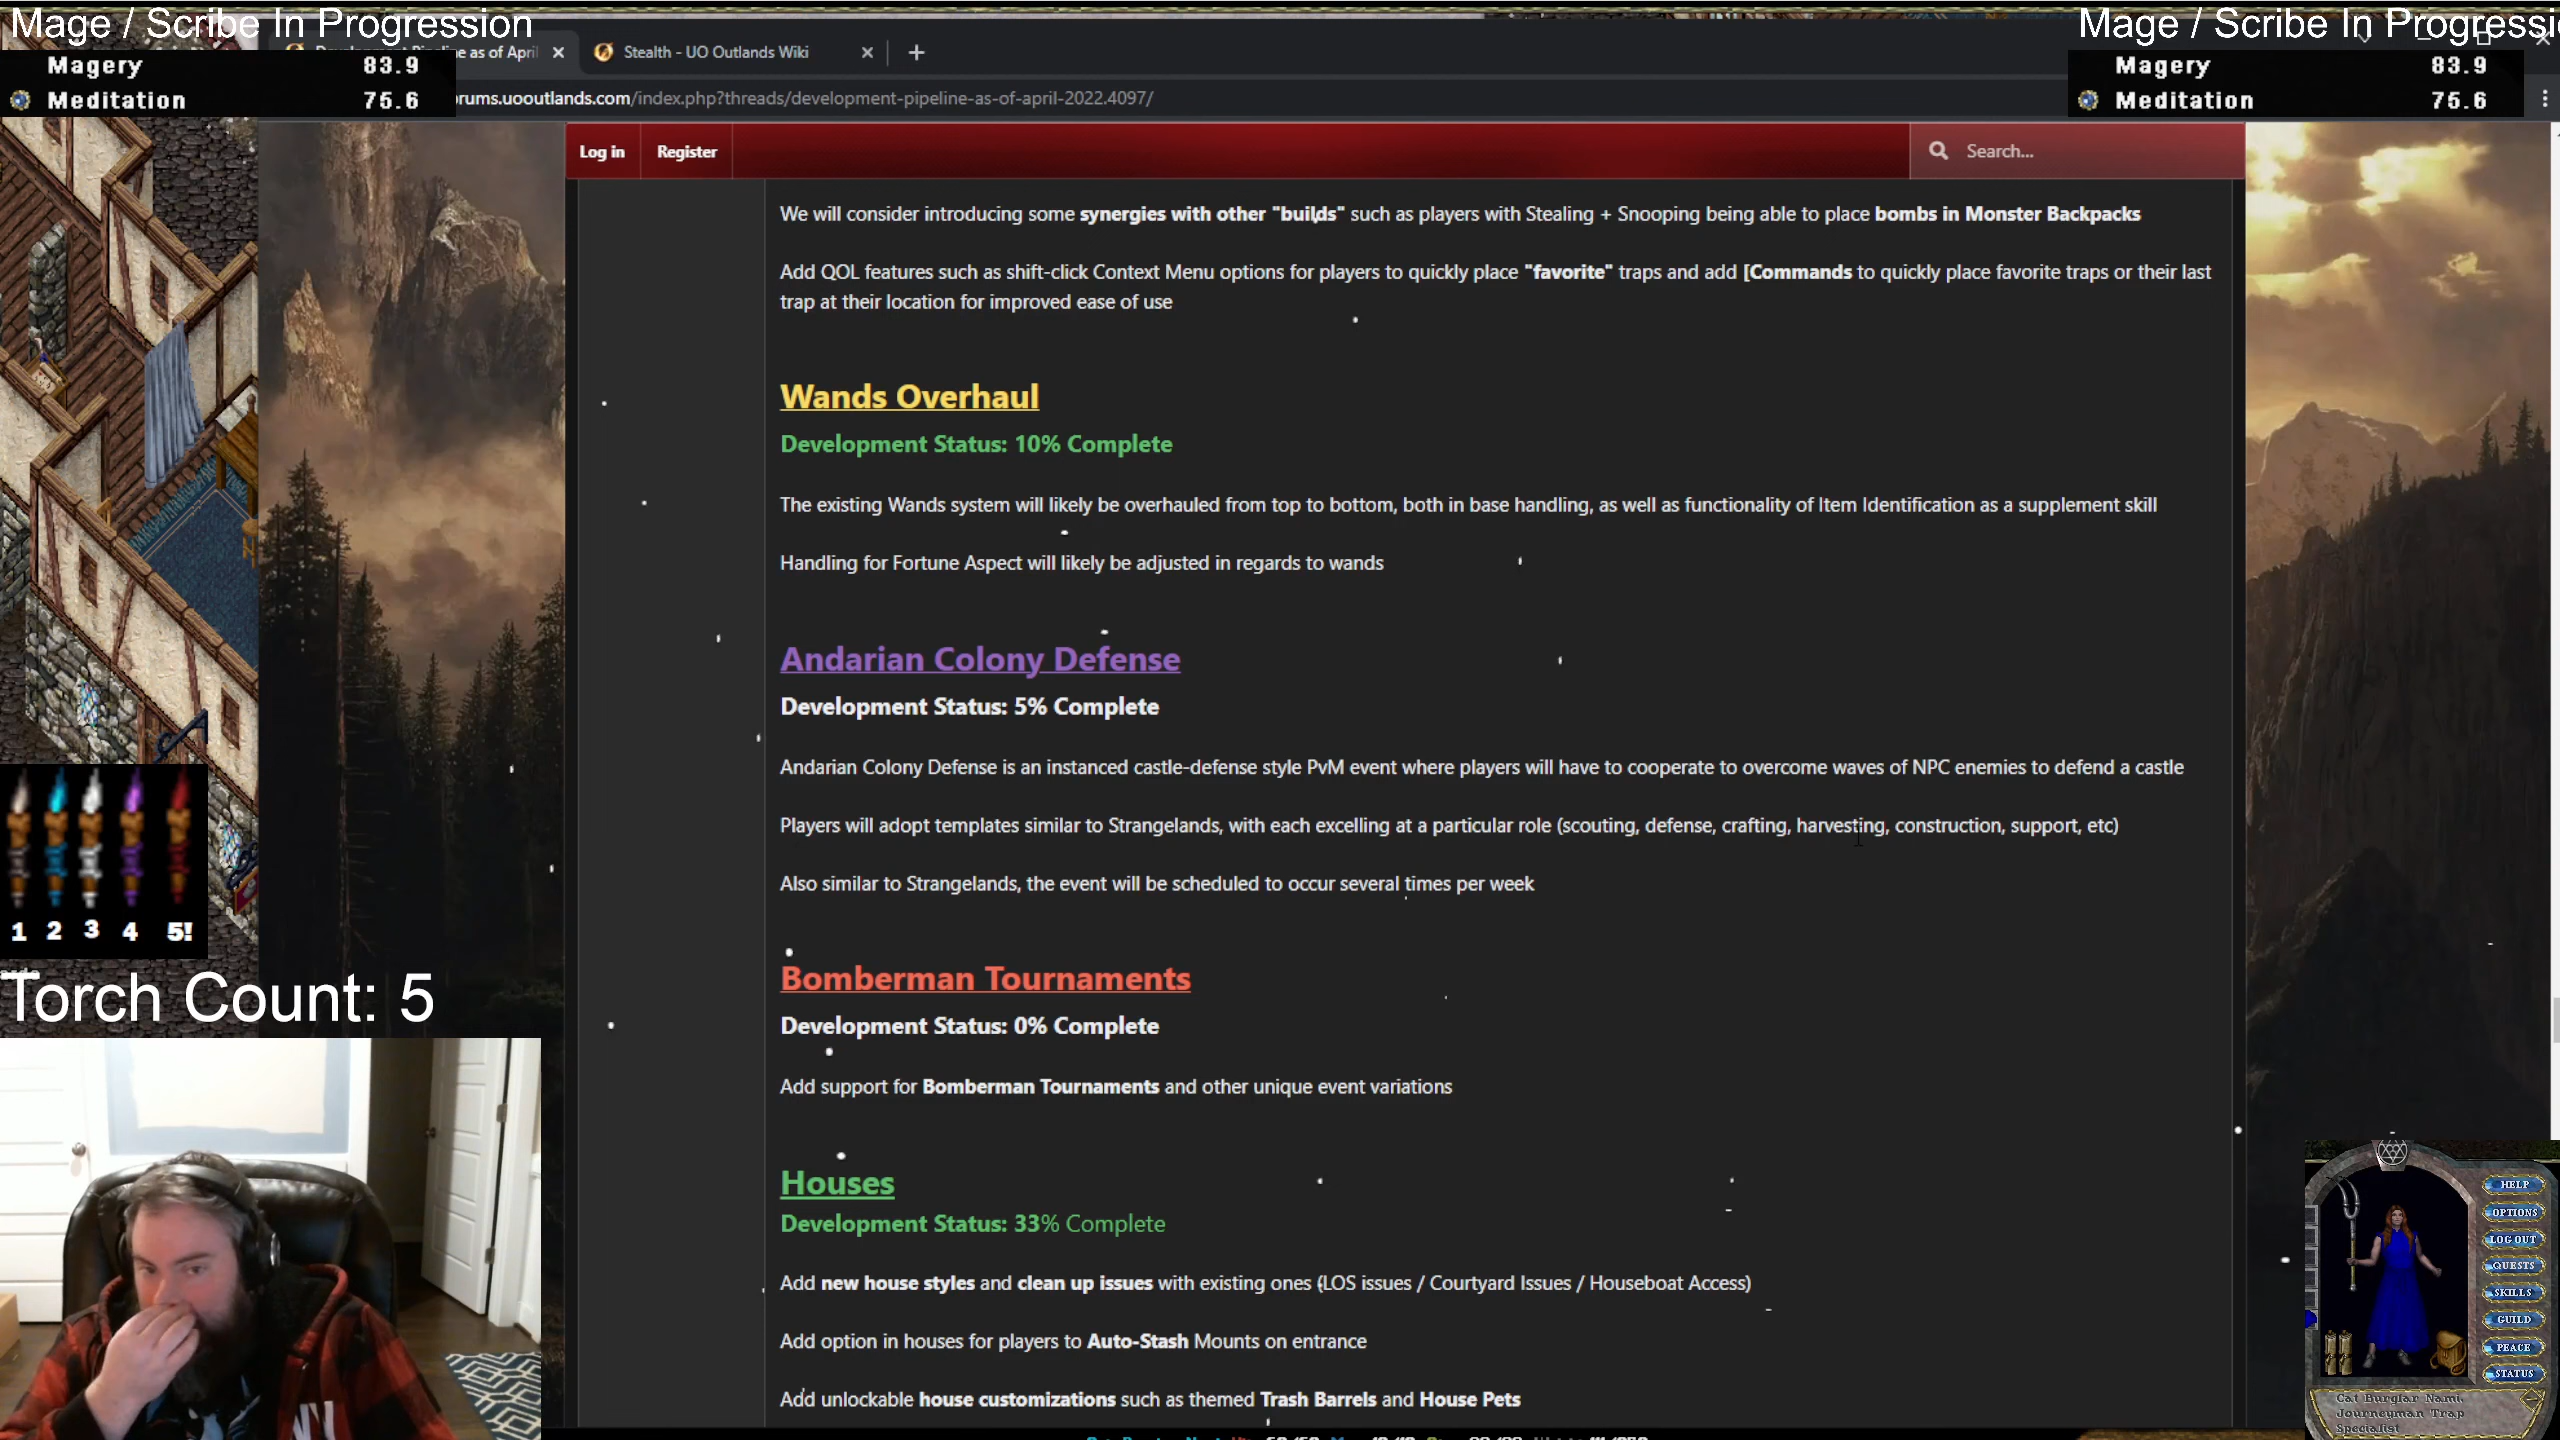 Mage / Scribe In Progression
Mage / Scribe In Progressi
Magery 83.9
Meditation 75.6
Magery 83.9
Meditation 75.6
e as of April
Stealth - UO Outlands Wiki
rums.uooutlands.com/index.php?threads/development-pipeline-as-of-april-2022.4097/
Log in
Register
Search...
We will consider introducing some synergies with other "builds" such as players with Stealing + Snooping being able to place bombs in Monster Backpacks
Add QOL features such as shift-click Context Menu options for players to quickly place "favorite" traps and add [Commands to quickly place favorite traps or their last
trap at their location for improved ease of use
Wands Overhaul
Development Status: 10% Complete
The existing Wands system will likely be overhauled from top to bottom, both in base handling, as well as functionality of Item Identification as a supplement skill
Handling for Fortune Aspect will likely be adjusted in regards to wands
Andarian Colony Defense
Development Status: 5% Complete
Andarian Colony Defense is an instanced castle-defense style PvM event where players will have to cooperate to overcome waves of NPC enemies to defend a castle
Players will adopt templates similar to Strangelands, with each excelling at a particular role (scouting, defense, crafting, harvesting, construction, support, etc)
Also similar to Strangelands, the event will be scheduled to occur several times per week
Bomberman Tournaments
Development Status: 0% Complete
Add support for Bomberman Tournaments and other unique event variations
Houses
Development Status: 33% Complete
Add new house styles and clean up issues with existing ones (LOS issues / Courtyard Issues / Houseboat Access)
Add option in houses for players to Auto-Stash Mounts on entrance
Add unlockable house customizations such as themed Trash Barrels and House Pets
1 2 3 4 5!
Torch Count: 5
HELP
OPTIONS
LOG OUT
QUESTS
SKILLS
GUILD
PEACE
STATUS
Cat Burglar Nami,
Journeyman Trap
Specialist